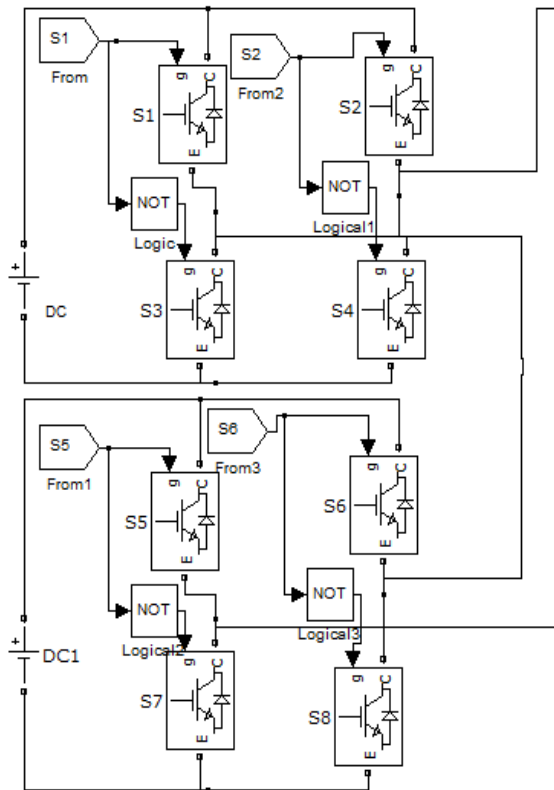 S1
From
g
C
S1
E
S2
From2
g
C
S2
E
NOT
Logic
NOT
Logical1
+
DC
g
C
S3
E
g
C
S4
E
S5
From1
g
C
S5
E
S6
From3
g
C
S6
E
NOT
Logical2
NOT
Logical3
+
DC1
g
C
S7
E
g
C
S8
E